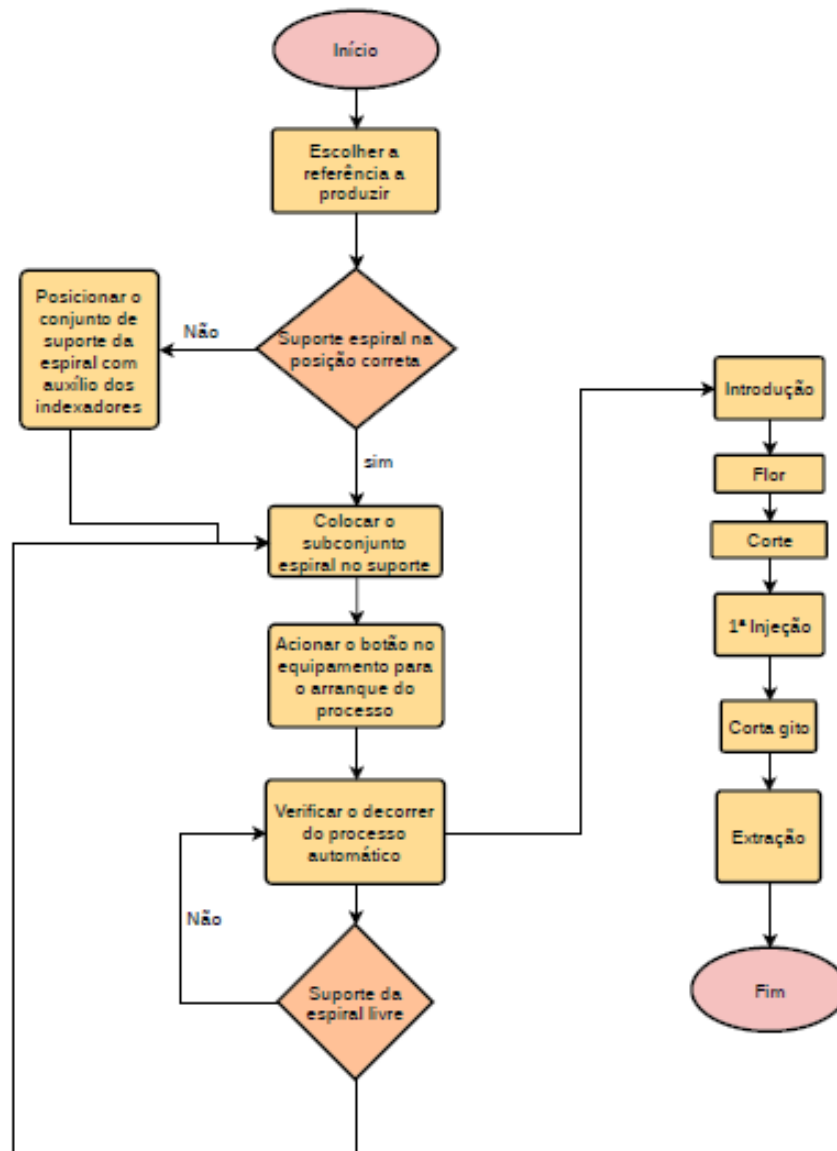 Início
Escolher a
referência a
produzir
Suporte espiral na
posição correta
Não
Posicionar o
conjunto de
suporte da
espiral com
auxílio dos
indexadores
sim
Colocar o
subconjunto
espiral no suporte
Acionar o botão no
equipamento para
o arranque do
processo
Verificar o decorrer
do processo
automático
Não
Suporte da
espiral livre
Introdução
Flor
Corte
1ª Injeção
Corta gito
Extração
Fim